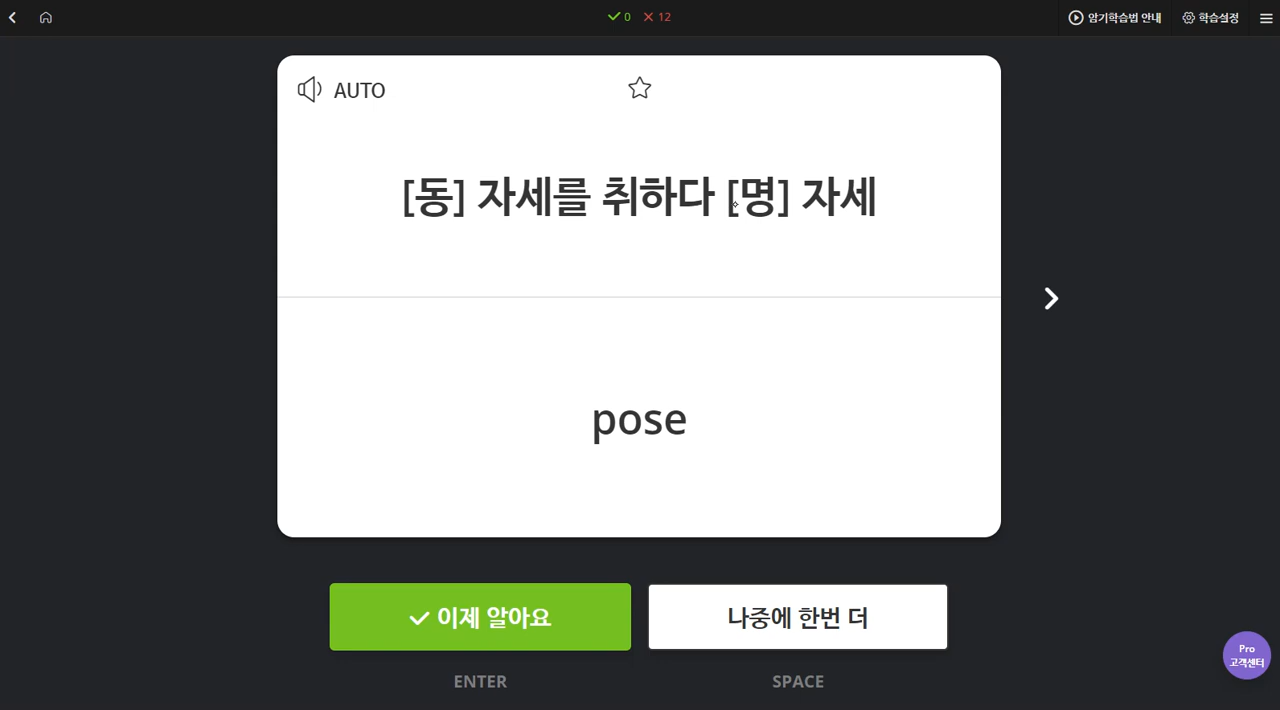 0 12 암기학습법 안내 학습설정
AUTO
[동] 자세를 취하다 [명] 자세
pose
이제 알아요 나중에 한번 더
ENTER SPACE
Pro
고객센터